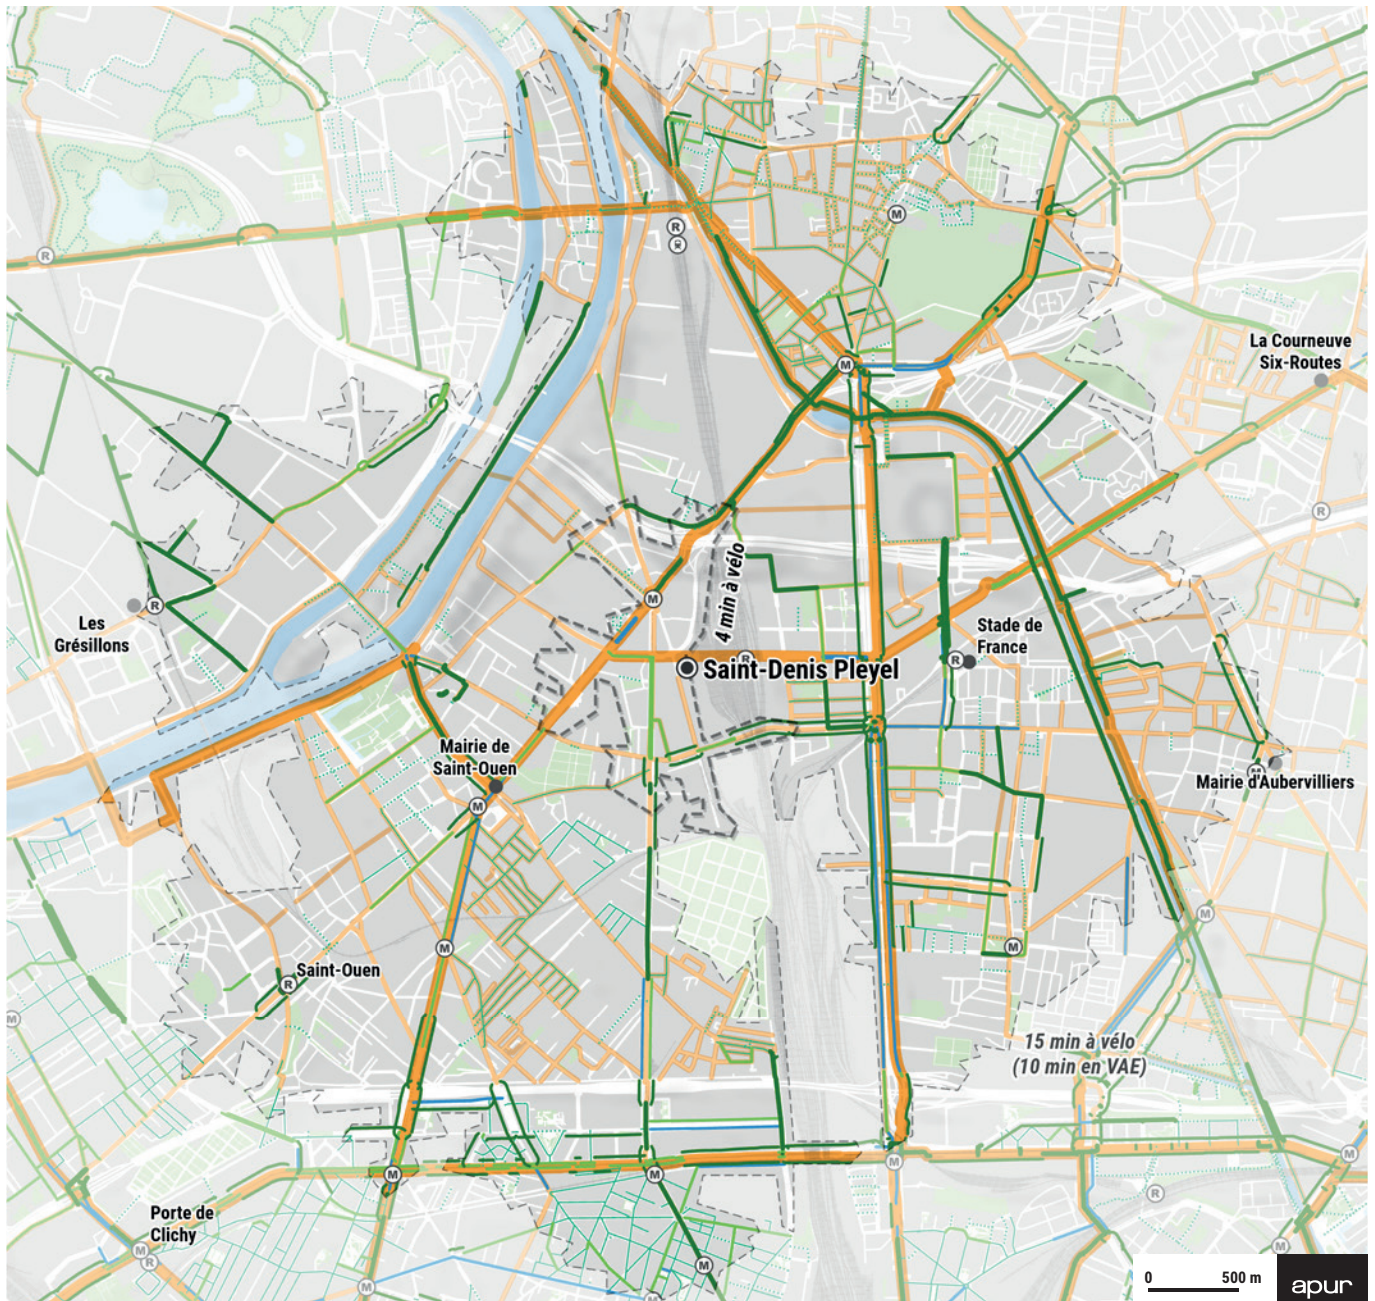 M
R
La Courneuve
Six-Routes
M
R
R
4 min à vélo
Les
Grésillons
R
M
Stade de
France
R
R
Saint-Denis Pleyel
Mairie de
Saint-Ouen
M
Mairie d'Aubervilliers
M
M
M
M
R
Saint-Ouen
M
15 min à vélo
(10 min en VAE)
M
M
M
M
R
Porte de
Clichy
M
R
M
M
M
M
0 500 m
apur